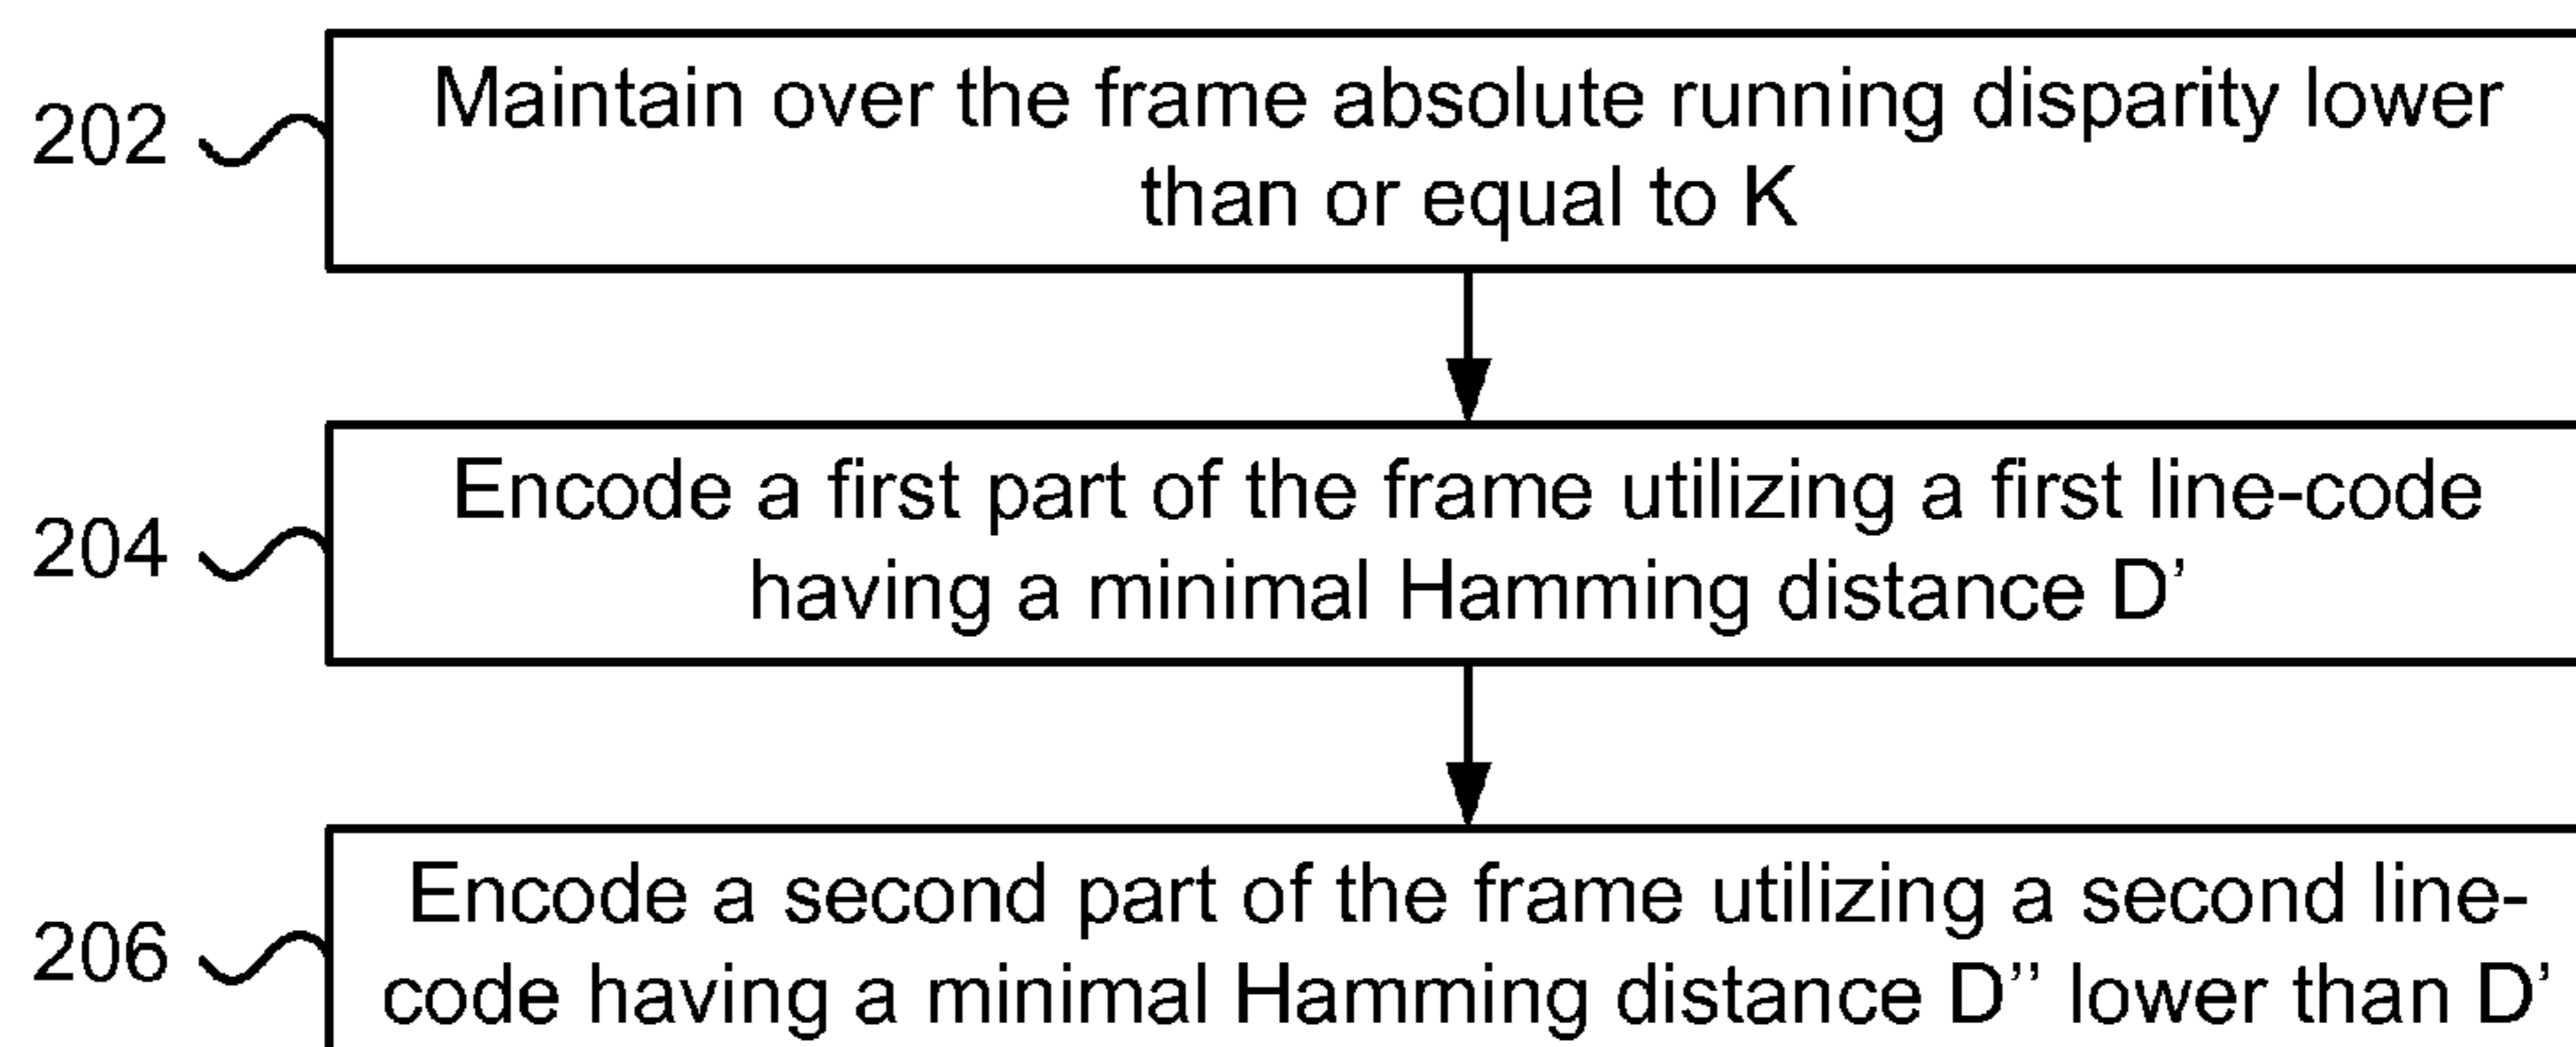 202
Maintain over the frame absolute running disparity lower
than or equal to K
204
Encode a first part of the frame utilizing a first line-code
having a minimal Hamming distance D’
206
Encode a second part of the frame utilizing a second line-
code having a minimal Hamming distance D’’ lower than D’